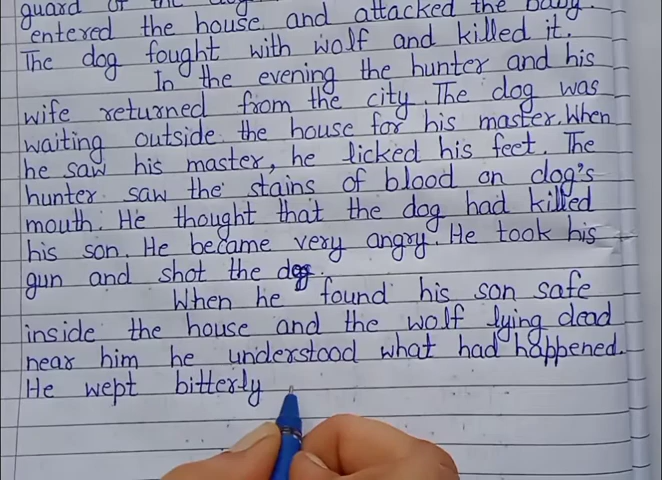 guard of the dog
entered the house and attacked the baby.
The dog fought with wolf and killed it.
In the evening the hunter and his
wife returned from the city. The dog was
waiting outside the house for his master. When
he saw his master, he licked his feet. The
hunter saw the stains of blood on dog's
mouth. He thought that the dog had killed
his son. He became very angry. He took his
gun and shot the dog.
When he found his son safe
inside the house and the wolf lying dead
near him he understood what had happened.
He wept bitterly